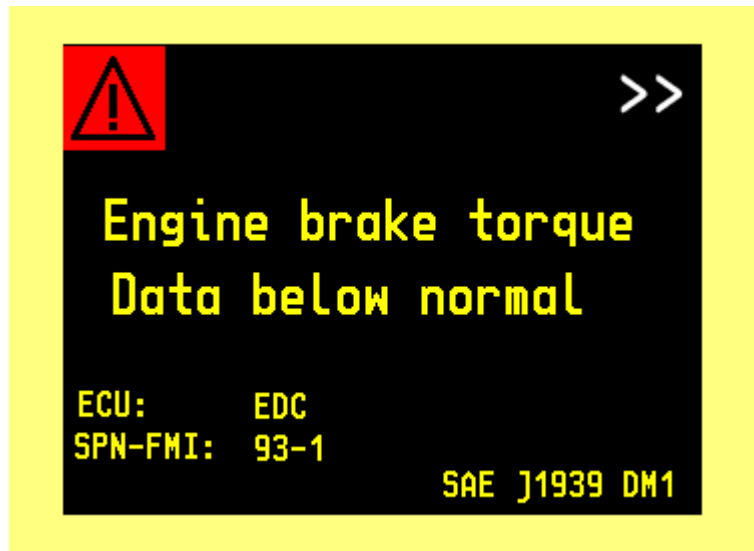 >>
Engine brake torque
Data below normal
ECU: EDC
SPN-FMI: 93-1
SAE J1939 DM1